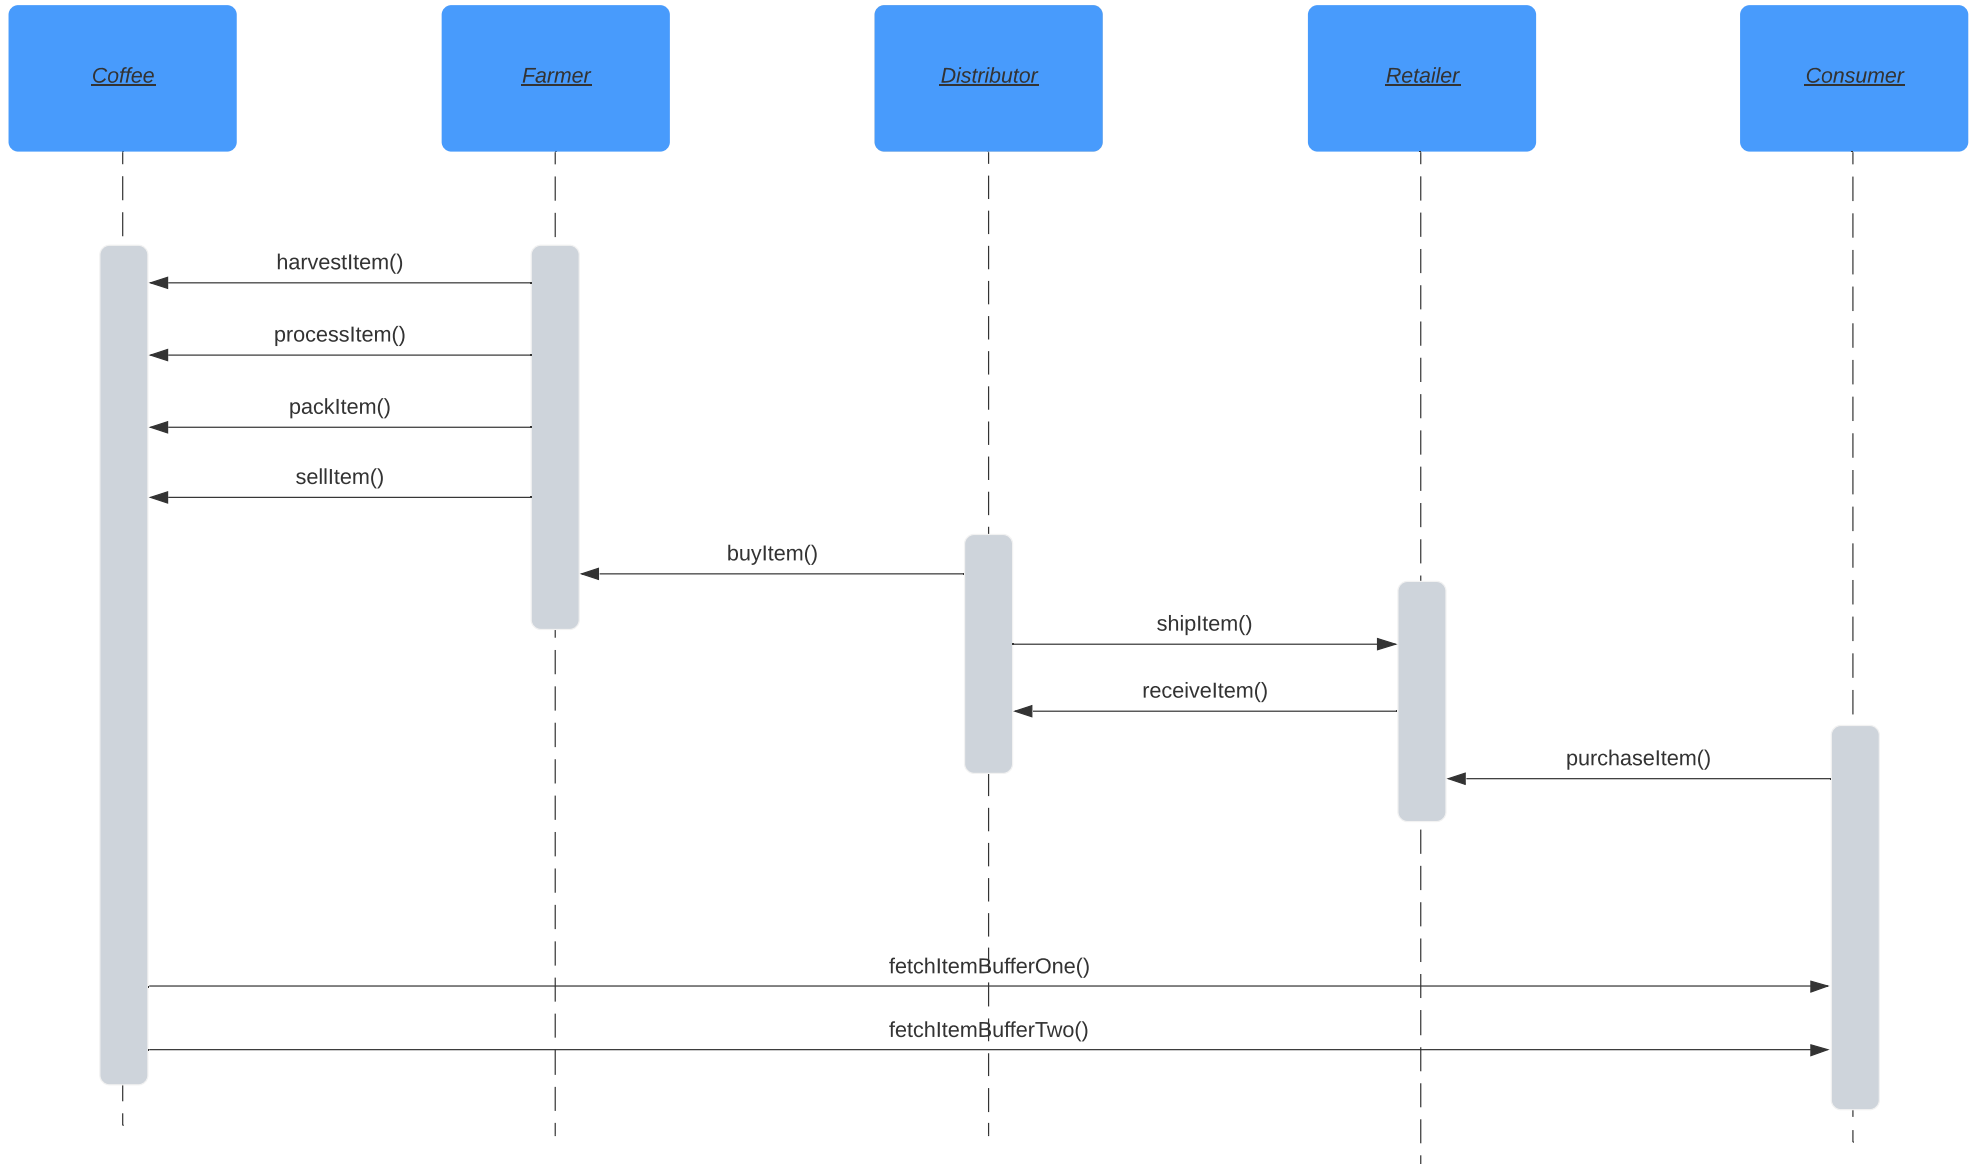 Coffee
Farmer
Distributor
Retailer
Consumer
harvestItem()
processItem()
packItem()
sellItem()
buyItem()
shipItem()
receiveItem()
purchaseItem()
fetchItemBufferOne()
fetchItemBufferTwo()